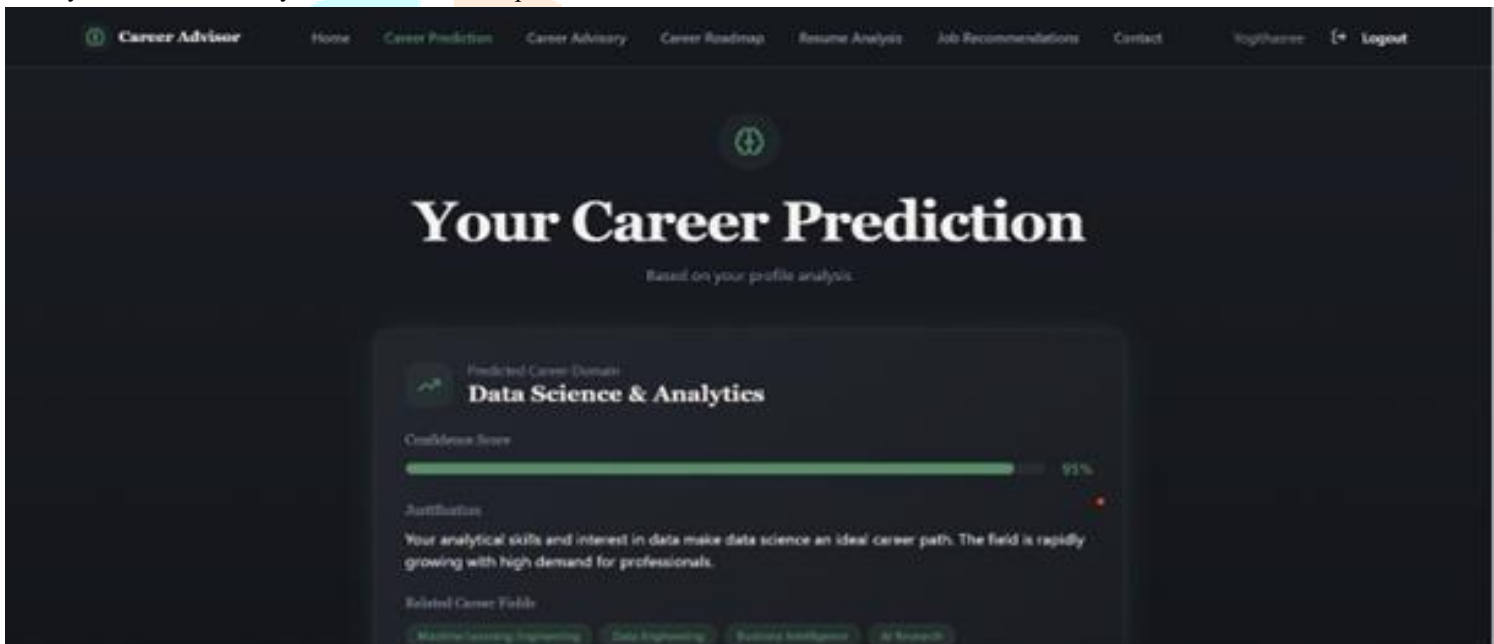 Career Advisor Home Career Prediction Career Advisory Career Roadmap Resume Analysis Job Recommendations Contact Logout
Your Career Prediction
Based on your profile analysis
Predicted Career Domain
Data Science & Analytics
Confidence Score
95%
Justification
Your analytical skills and interest in data make data science an ideal career path. The field is rapidly
growing with high demand for professionals.
Related Career Fields
Machine Learning Engineering Data Engineering Business Intelligence AI Research